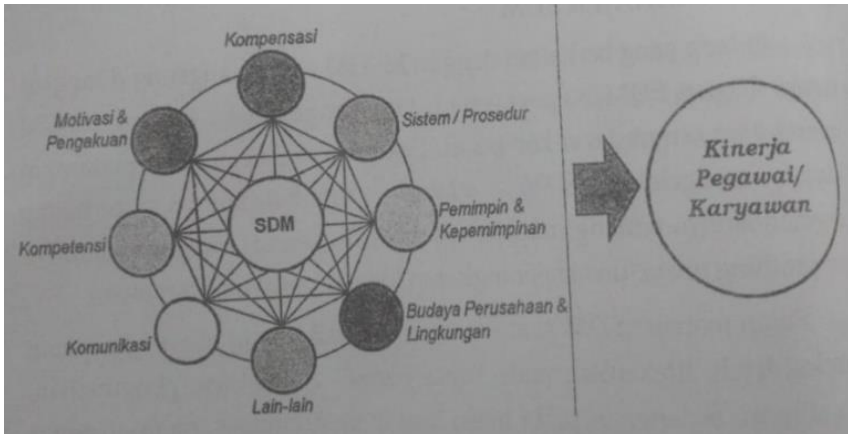 Kompensasi
Motivasi &
Pengakuan
Sistem / Prosedur
SDM
Kompetensi
Pemimpin &
Kepemimpinan
Komunikasi
Budaya Perusahaan &
Lingkungan
Lain-lain
Kinerja
Pegawai/
Karyawan